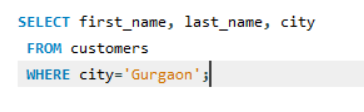 SELECT first_name, last_name, city
FROM customers
WHERE city='Gurgaon';